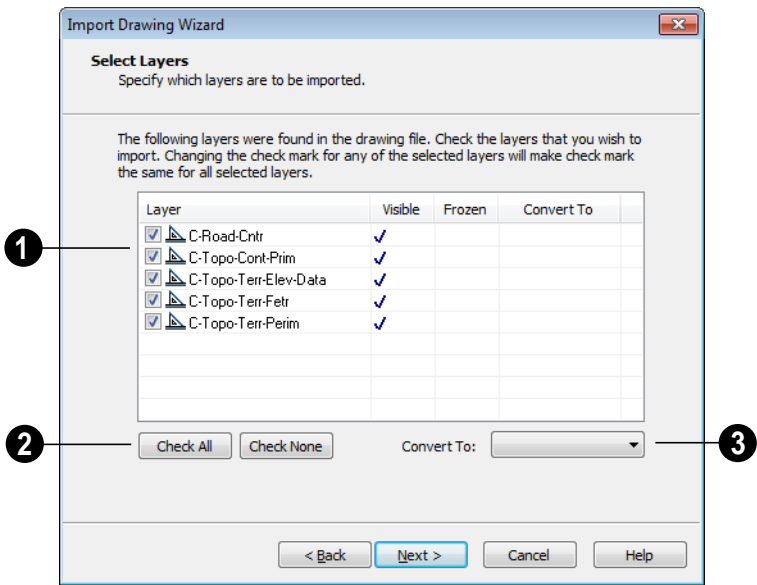 Import Drawing Wizard
Select Layers
Specify which layers are to be imported.
The following layers were found in the drawing file. Check the layers that you wish to
import. Changing the check mark for any of the selected layers will make check mark
the same for all selected layers.
Layer Visible Frozen Convert To
1
C-Road-Cntr
C-Topo-Cont-Prim
C-Topo-Terr-Elev-Data
C-Topo-Terr-Fetr
C-Topo-Terr-Perim
2 Check All Check None Convert To: 3
< Back Next > Cancel Help